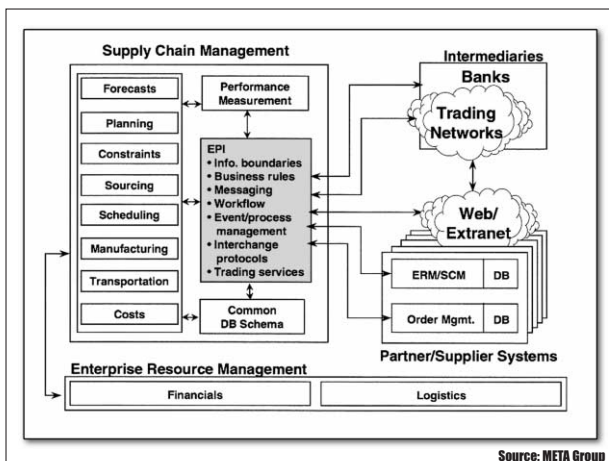 Supply Chain Management
Forecasts
Planning
Constraints
Sourcing
Scheduling
Manufacturing
Transportation
Costs
Performance
Measurement
EPI
• Info. boundaries
• Business rules
• Messaging
• Workflow
• Event/process
management
• Interchange
protocols
• Trading services
Common
DB Schema
Intermediaries
Banks
Trading
Networks
Web/
Extranet
ERM/SCM
DB
Order Mgmt.
DB
Partner/Supplier Systems
Enterprise Resource Management
Financials
Logistics
Source: META Group